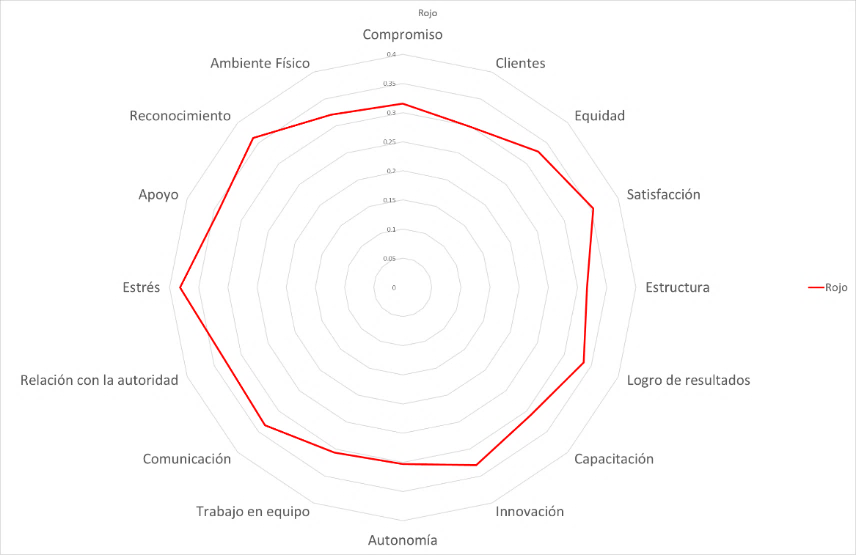 Rojo
Compromiso
Ambiente Físico
Clientes
Reconocimiento
Equidad
Apoyo
Satisfacción
Estrés
Estructura
Relación con la autoridad
Logro de resultados
Comunicación
Capacitación
Trabajo en equipo
Innovación
Autonomía
0.4
0.35
0.3
0.25
0.2
0.15
0.1
0.05
0
Rojo